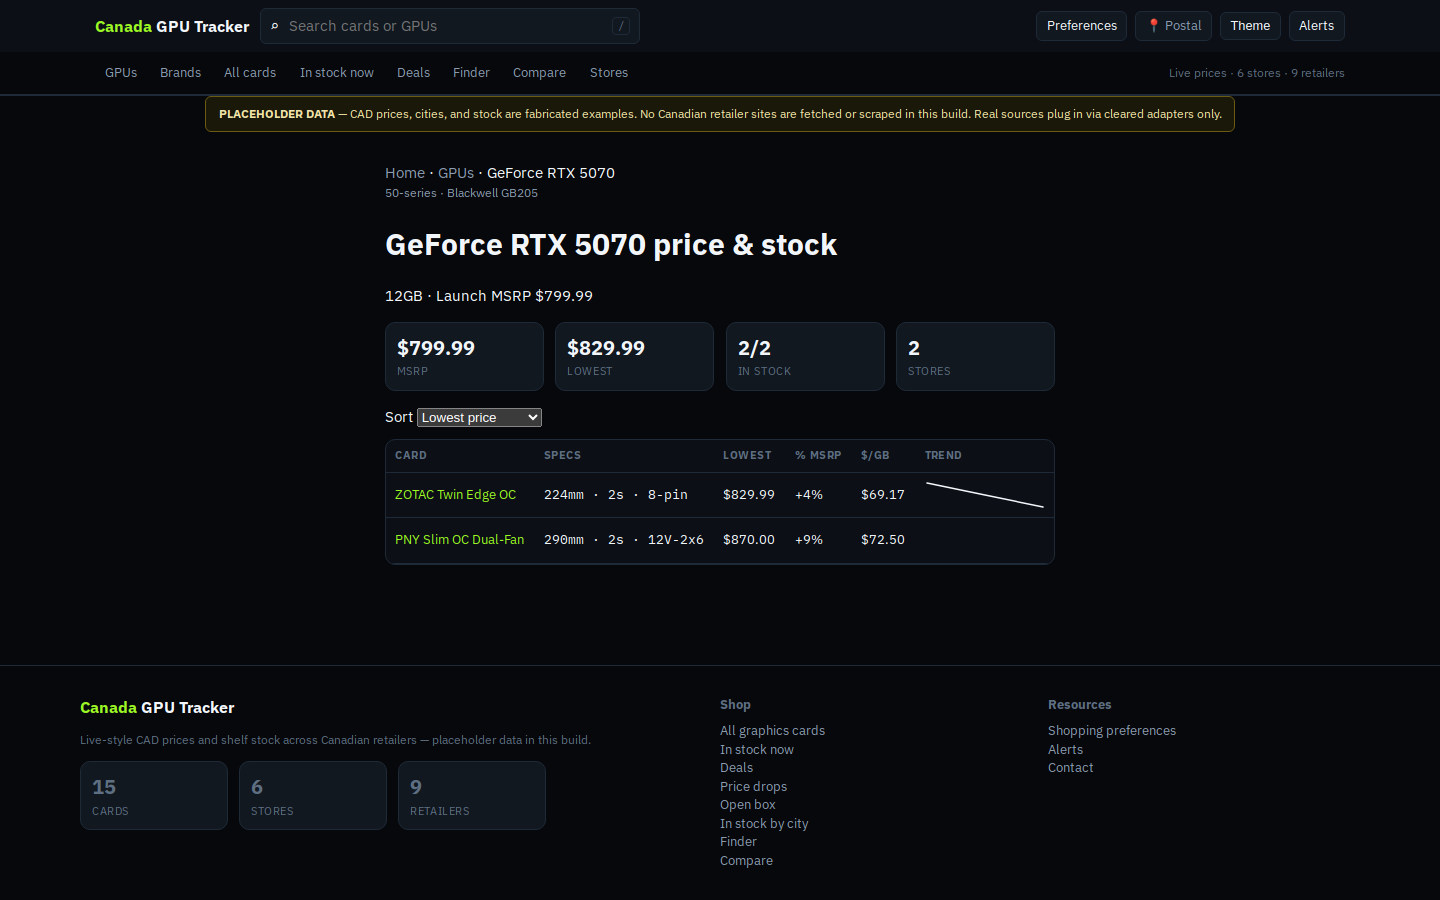 Canada GPU Tracker
Search cards or GPUs /
Preferences
📍 Postal
Theme
Alerts
GPUs Brands All cards In stock now Deals Finder Compare Stores
Live prices · 6 stores · 9 retailers
PLACEHOLDER DATA — CAD prices, cities, and stock are fabricated examples. No Canadian retailer sites are fetched or scraped in this build. Real sources plug in via cleared adapters only.
Home · GPUs · GeForce RTX 5070
50-series · Blackwell GB205
GeForce RTX 5070 price & stock
12GB · Launch MSRP $799.99
$799.99
MSRP
$829.99
LOWEST
2/2
IN STOCK
2
STORES
Sort Lowest price
CARD SPECS LOWEST % MSRP $/GB TREND
ZOTAC Twin Edge OC 224mm · 2s · 8-pin $829.99 +4% $69.17
PNY Slim OC Dual-Fan 290mm · 2s · 12V-2x6 $870.00 +9% $72.50
Canada GPU Tracker
Live-style CAD prices and shelf stock across Canadian retailers — placeholder data in this build.
15
CARDS
6
STORES
9
RETAILERS
Shop
All graphics cards
In stock now
Deals
Price drops
Open box
In stock by city
Finder
Compare
Resources
Shopping preferences
Alerts
Contact